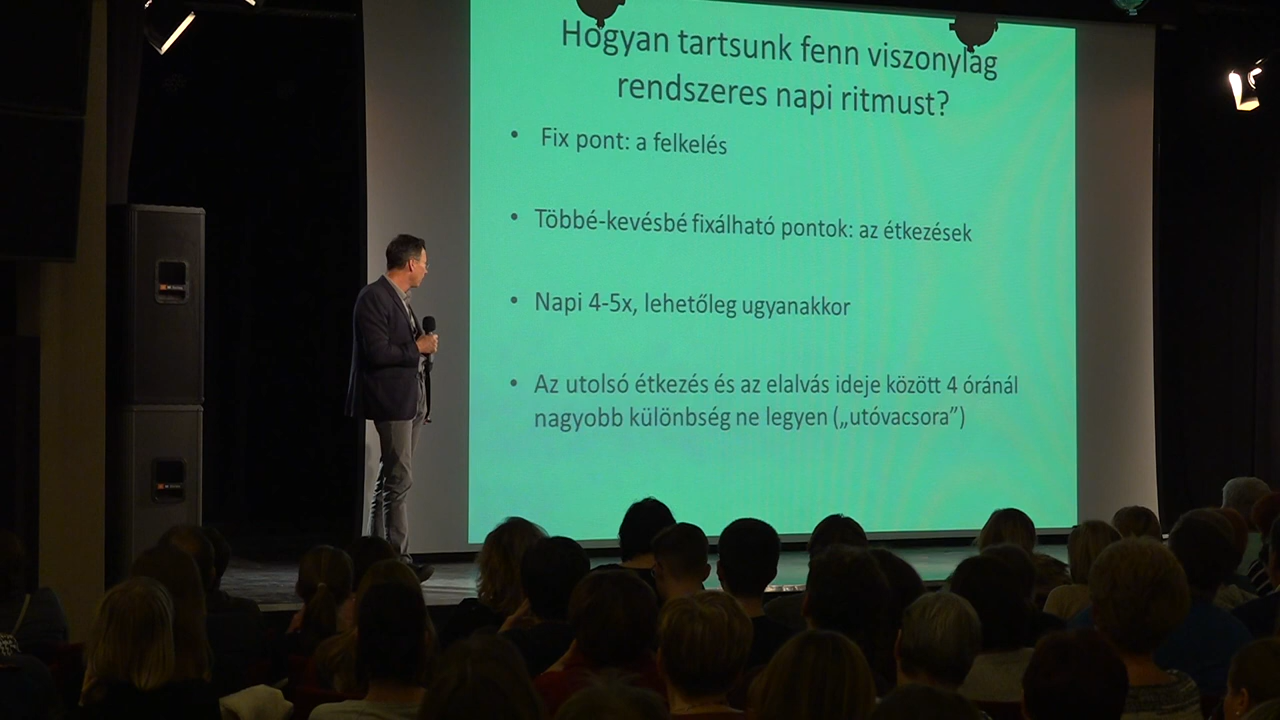 Hogyan tartsunk fenn viszonylag
rendszeres napi ritmust?
• Fix pont: a felkelés
• Többé-kevésbé fixálható pontok: az étkezések
• Napi 4-5x, lehetőleg ugyanakkor
• Az utolsó étkezés és az elalvás ideje között 4 óránál
nagyobb különbség ne legyen („utóvacsora”)